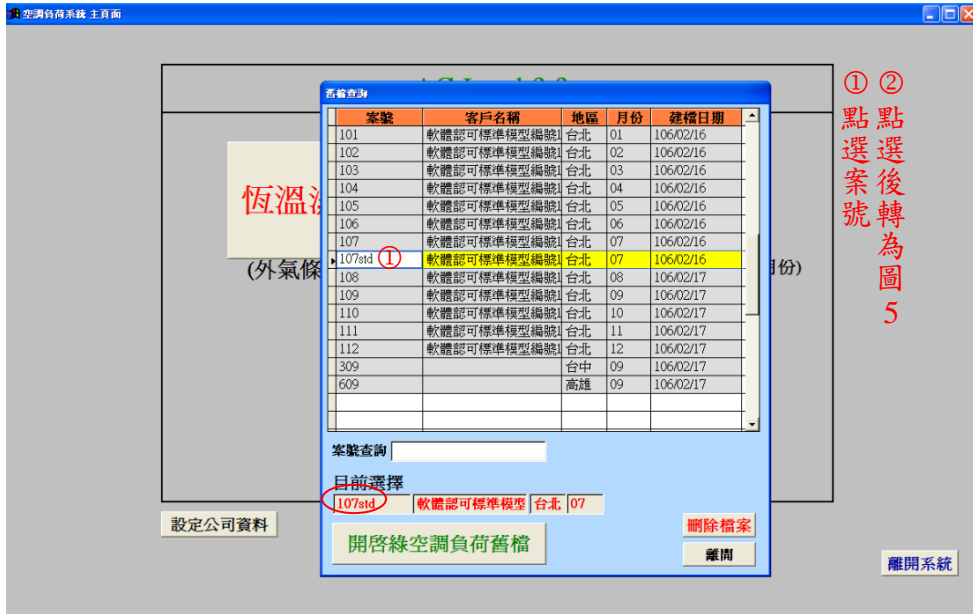 空調負荷系統 主頁面
舊檔查詢
案號 客戶名稱 地區 月份 建檔日期
101 軟體認可標準模型編號1 台北 01 106/02/16
102 軟體認可標準模型編號1 台北 02 106/02/16
103 軟體認可標準模型編號1 台北 03 106/02/16
104 軟體認可標準模型編號1 台北 04 106/02/16
105 軟體認可標準模型編號1 台北 05 106/02/16
106 軟體認可標準模型編號1 台北 06 106/02/16
107 軟體認可標準模型編號1 台北 07 106/02/16
107std ① 軟體認可標準模型編號1 台北 07 106/02/16
108 軟體認可標準模型編號1 台北 08 106/02/17
109 軟體認可標準模型編號1 台北 09 106/02/17
110 軟體認可標準模型編號1 台北 10 106/02/17
111 軟體認可標準模型編號1 台北 11 106/02/17
112 軟體認可標準模型編號1 台北 12 106/02/17
309 台中 09 106/02/17
609 高雄 09 106/02/17
案號查詢
目前選擇
107std 軟體認可標準模型 台北 07
開啓綠空調負荷舊檔
刪除檔案
離開
恆溫
(外氣條
月份)
設定公司資料
離開系統
①點選案號
②點選後轉為圖5